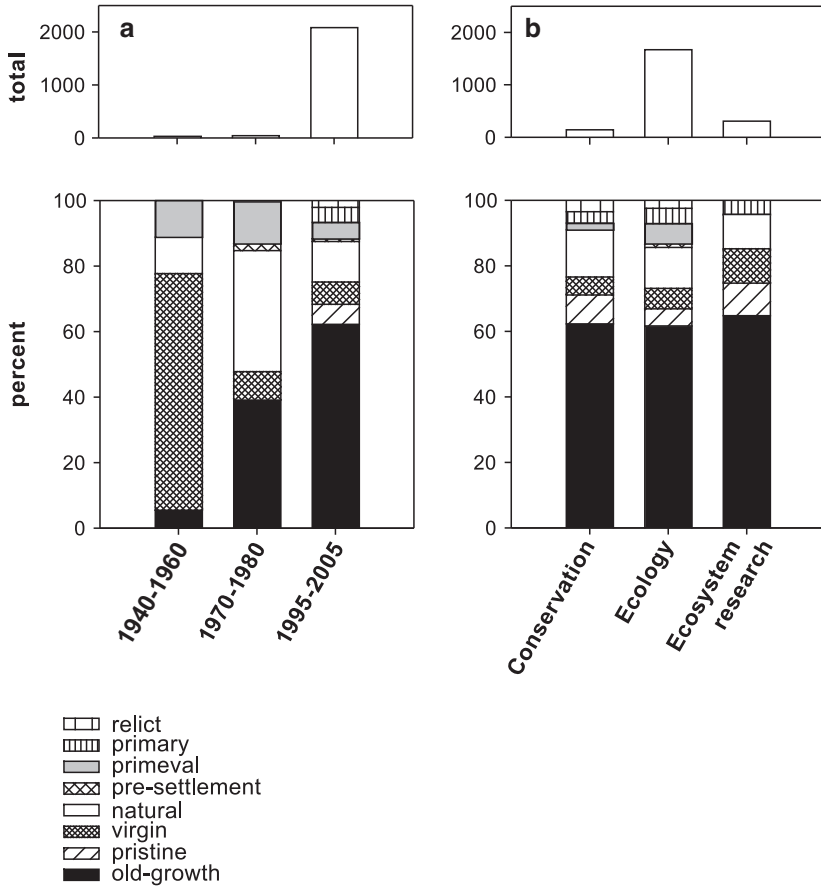 a
b
total
2000
1000
0
2000
1000
0
percent
100
80
60
40
20
0
100
80
60
40
20
0
1940-1960
1970-1980
1995-2005
Conservation
Ecology
Ecosystem
research
relict
primary
primeval
pre-settlement
natural
virgin
pristine
old-growth